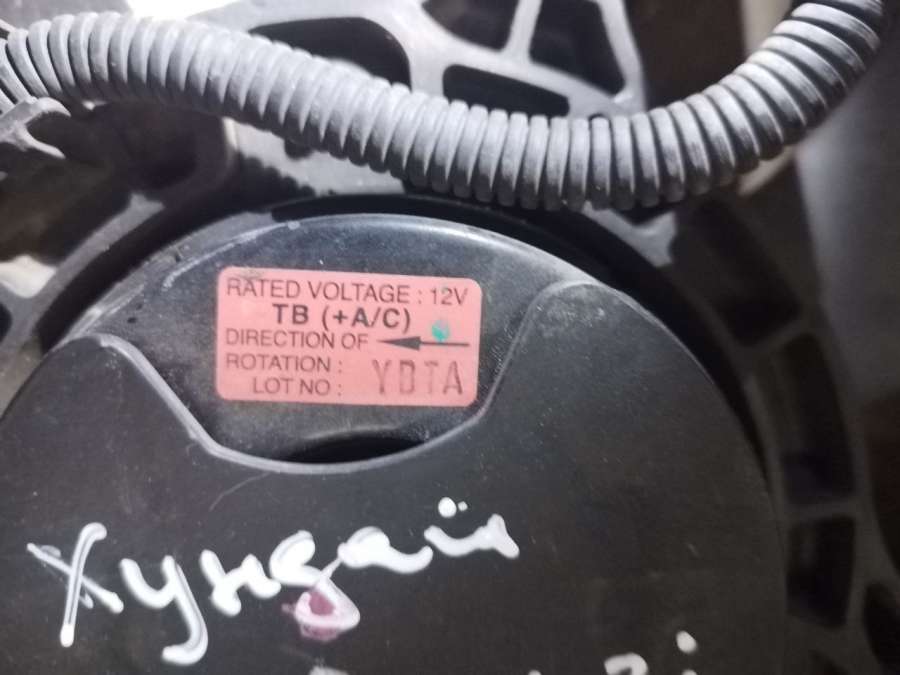 RATED VOLTAGE : 12V
TB (+A/C)
DIRECTION OF
ROTATION :
LOT NO : YDTA
Хундай